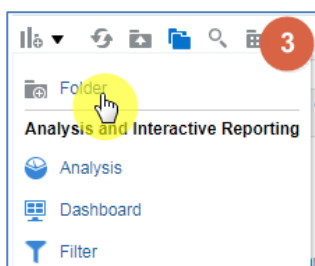 3
Folder
Analysis and Interactive Reporting
Analysis
Dashboard
Filter